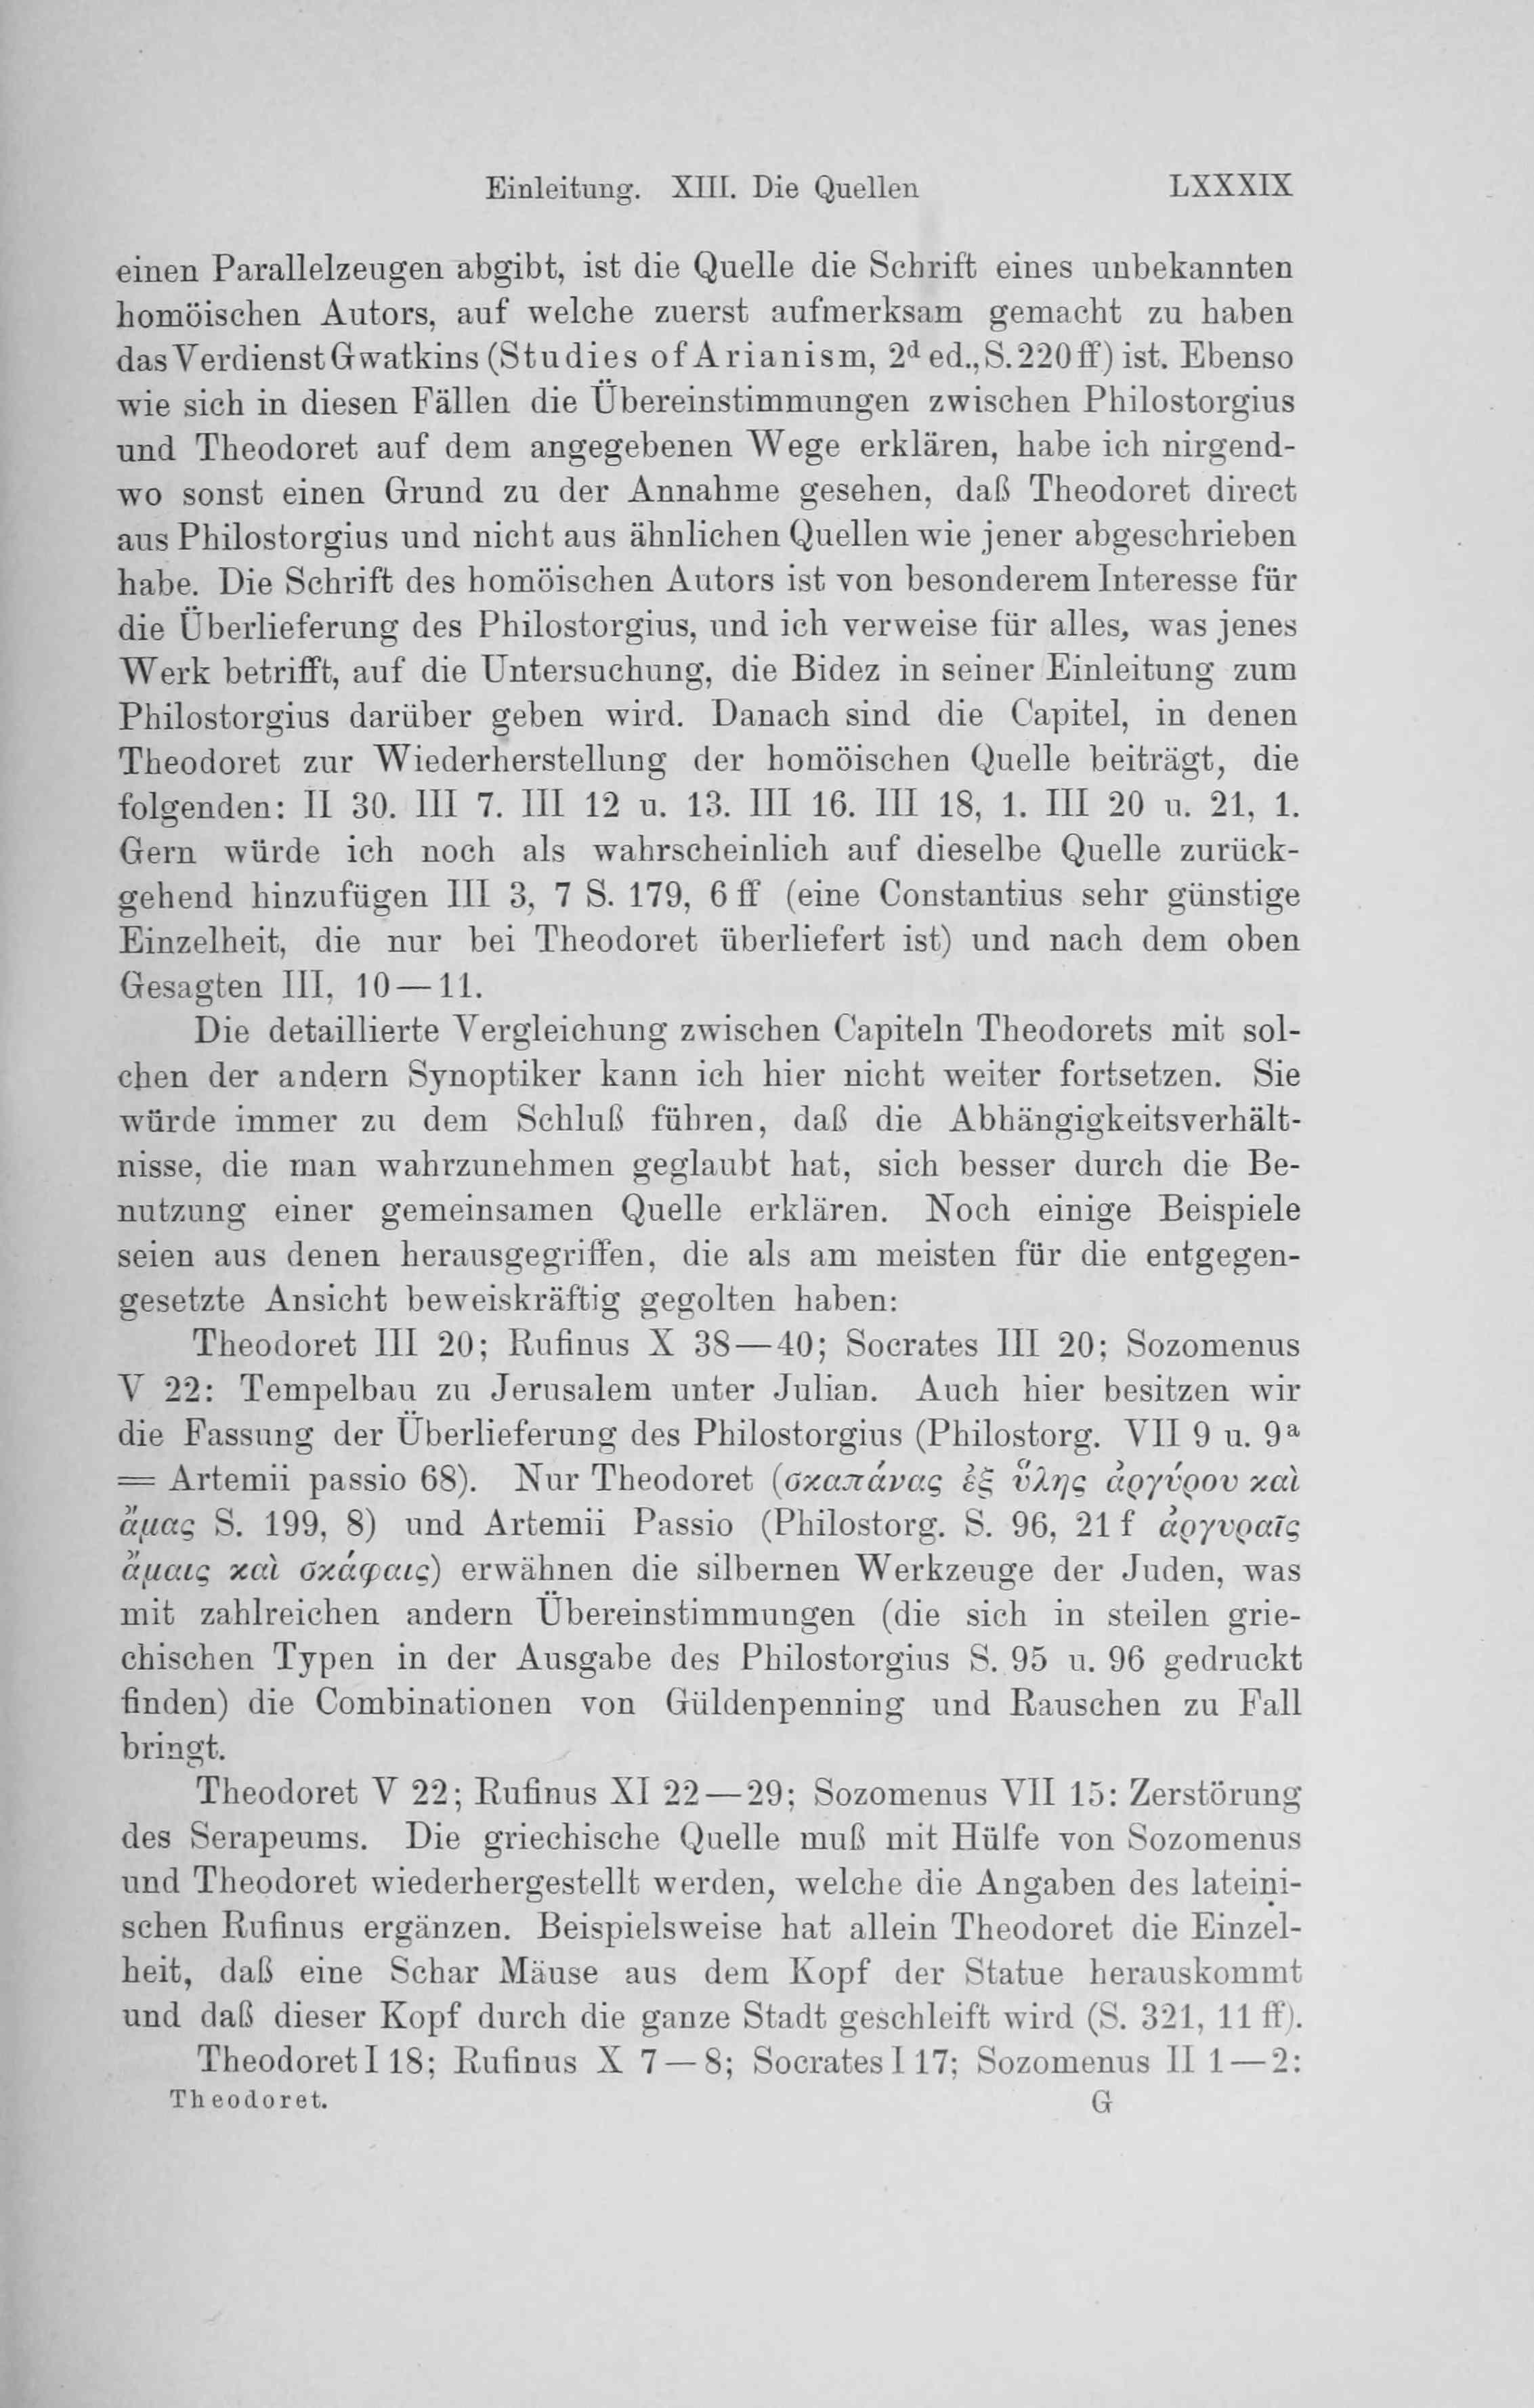 Einleitung. XIII. Die Quellen LXXXIX
einen Parallelzeugen abgibt, ist die Quelle die Schrift eines unbekannten
homöischen Autors, auf welche zuerst aufmerksam gemacht zu haben
das Verdienst Gwatkins (Studies of Arianism, 2d ed., S. 220 ff) ist. Ebenso
wie sich in diesen Fällen die Übereinstimmungen zwischen Philostorgius
und Theodoret auf dem angegebenen Wege erklären, habe ich nirgend-
wo sonst einen Grund zu der Annahme gesehen, daß Theodoret direct
aus Philostorgius und nicht aus ähnlichen Quellen wie jener abgeschrieben
habe. Die Schrift des homöischen Autors ist von besonderem Interesse für
die Überlieferung des Philostorgius, und ich verweise für alles, was jenes
Werk betrifft, auf die Untersuchung, die Bidez in seiner Einleitung zum
Philostorgius darüber geben wird. Danach sind die Capitel, in denen
Theodoret zur Wiederherstellung der homöischen Quelle beiträgt, die
folgenden: II 30. III 7. III 12 u. 13. III 16. III 18, 1. III 20 u. 21, 1.
Gern würde ich noch als wahrscheinlich auf dieselbe Quelle zurück-
gehend hinzufügen III 3, 7 S. 179, 6 ff (eine Constantius sehr günstige
Einzelheit, die nur bei Theodoret überliefert ist) und nach dem oben
Gesagten III, 10—11.
Die detaillierte Vergleichung zwischen Capiteln Theodorets mit sol-
chen der andern Synoptiker kann ich hier nicht weiter fortsetzen. Sie
würde immer zu dem Schluß führen, daß die Abhängigkeitsverhält-
nisse, die man wahrzunehmen geglaubt hat, sich besser durch die Be-
nutzung einer gemeinsamen Quelle erklären. Noch einige Beispiele
seien aus denen herausgegriffen, die als am meisten für die entgegen-
gesetzte Ansicht beweiskräftig gegolten haben:
Theodoret III 20; Rufinus X 38—40; Socrates III 20; Sozomenus
V 22: Tempelbau zu Jerusalem unter Julian. Auch hier besitzen wir
die Fassung der Überlieferung des Philostorgius (Philostorg. VII 9 u. 9a
= Artemii passio 68). Nur Theodoret (σκαπάνας ἐξ ὕλης ἀργύρου καὶ
ἄμας S. 199, 8) und Artemii Passio (Philostorg. S. 96, 21 f ἀργυραῖς
ἄμαις καὶ σκάφαις) erwähnen die silbernen Werkzeuge der Juden, was
mit zahlreichen andern Übereinstimmungen (die sich in steilen grie-
chischen Typen in der Ausgabe des Philostorgius S. 95 u. 96 gedruckt
finden) die Combinationen von Güldenpenning und Rauschen zu Fall
bringt.
Theodoret V 22; Rufinus XI 22—29; Sozomenus VII 15: Zerstörung
des Serapeums. Die griechische Quelle muß mit Hülfe von Sozomenus
und Theodoret wiederhergestellt werden, welche die Angaben des lateini-
schen Rufinus ergänzen. Beispielsweise hat allein Theodoret die Einzel-
heit, daß eine Schar Mäuse aus dem Kopf der Statue herauskommt
und daß dieser Kopf durch die ganze Stadt geschleift wird (S. 321, 11 ff).
Theodoret I 18; Rufinus X 7—8; Socrates I 17; Sozomenus II 1—2:
Theodoret. G